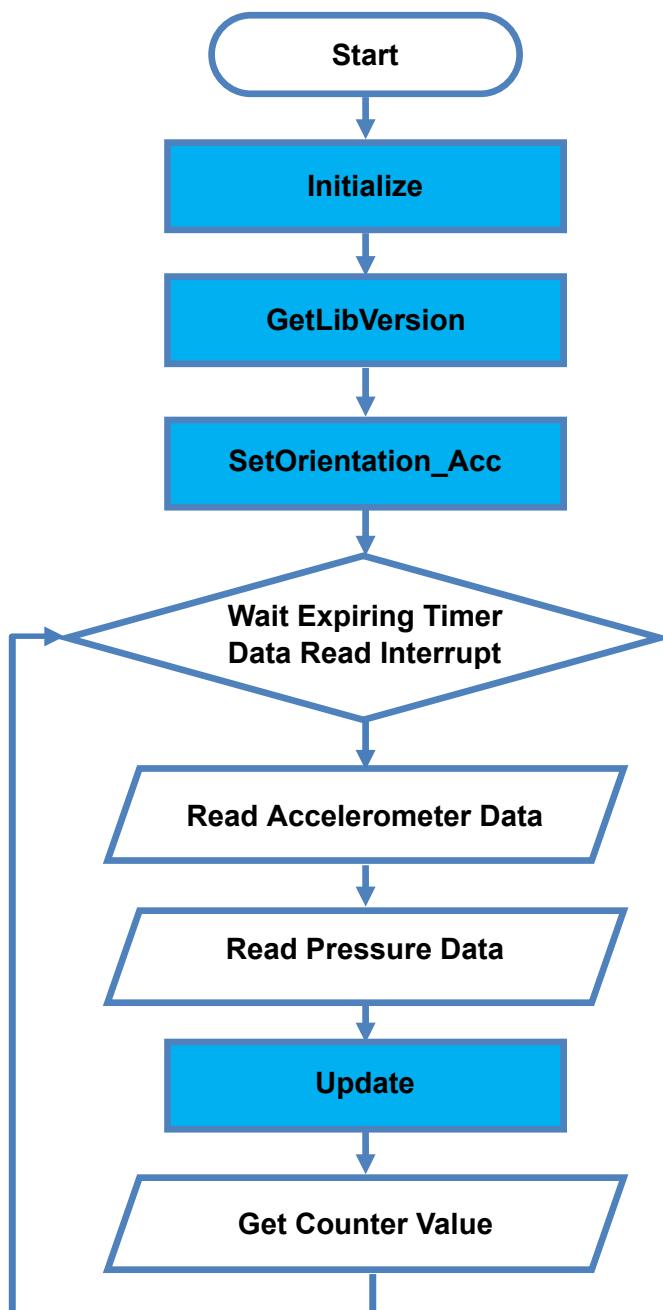 Start
Initialize
GetLibVersion
SetOrientation_Acc
Wait Expiring Timer
Data Read Interrupt
Read Accelerometer Data
Read Pressure Data
Update
Get Counter Value